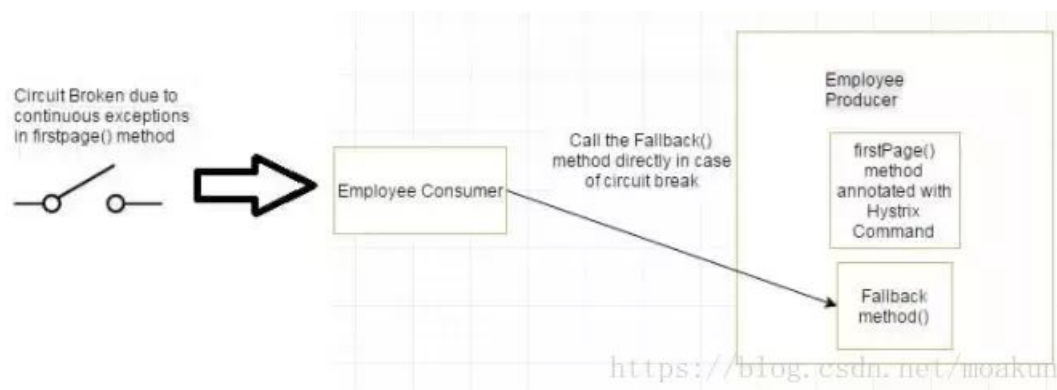 Circuit Broken due to
continuous exceptions
in firstpage() method
Employee Consumer
Call the Fallback()
method directly in case
of circuit break
Employee
Producer
firstPage()
method
annotated with
Hystrix
Command
Fallback
method()
https://blog.csdn.net/moakun